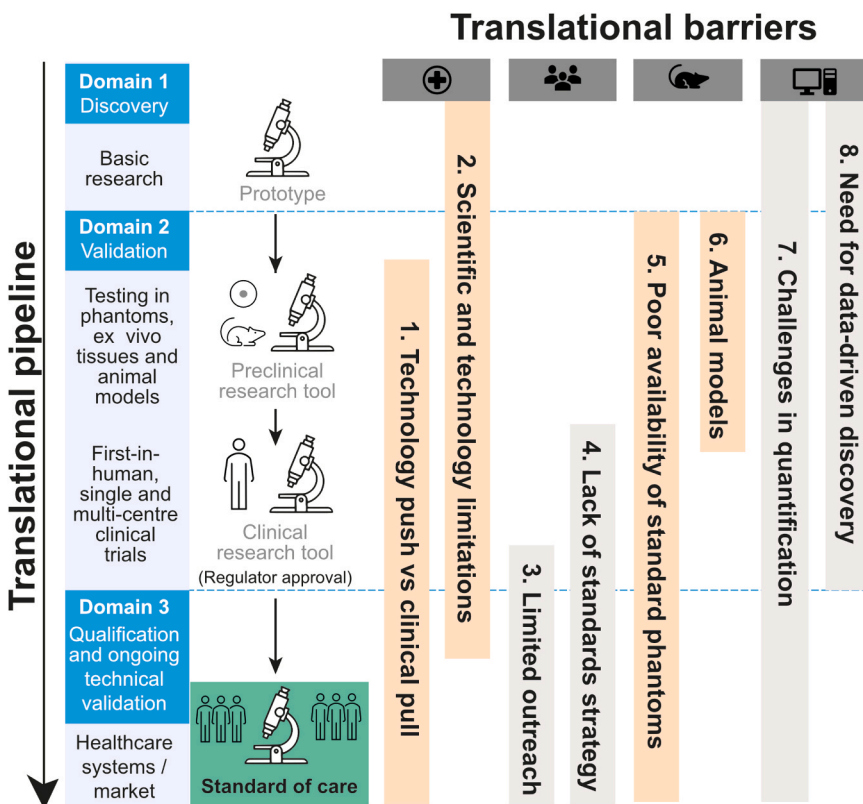 Translational barriers
Translational pipeline
Domain 1
Discovery
Basic
research
Prototype
Domain 2
Validation
Testing in
phantoms,
ex vivo
tissues and
animal
models
Preclinical
research tool
First-in-
human,
single and
multi-centre
clinical
trials
Clinical
research tool
(Regulator approval)
Domain 3
Qualification
and ongoing
technical
validation
Healthcare
systems /
market
Standard of care
1. Technology push vs clinical pull
2. Scientific and technology limitations
3. Limited outreach
4. Lack of standards strategy
5. Poor availability of standard phantoms
6. Animal models
7. Challenges in quantification
8. Need for data-driven discovery